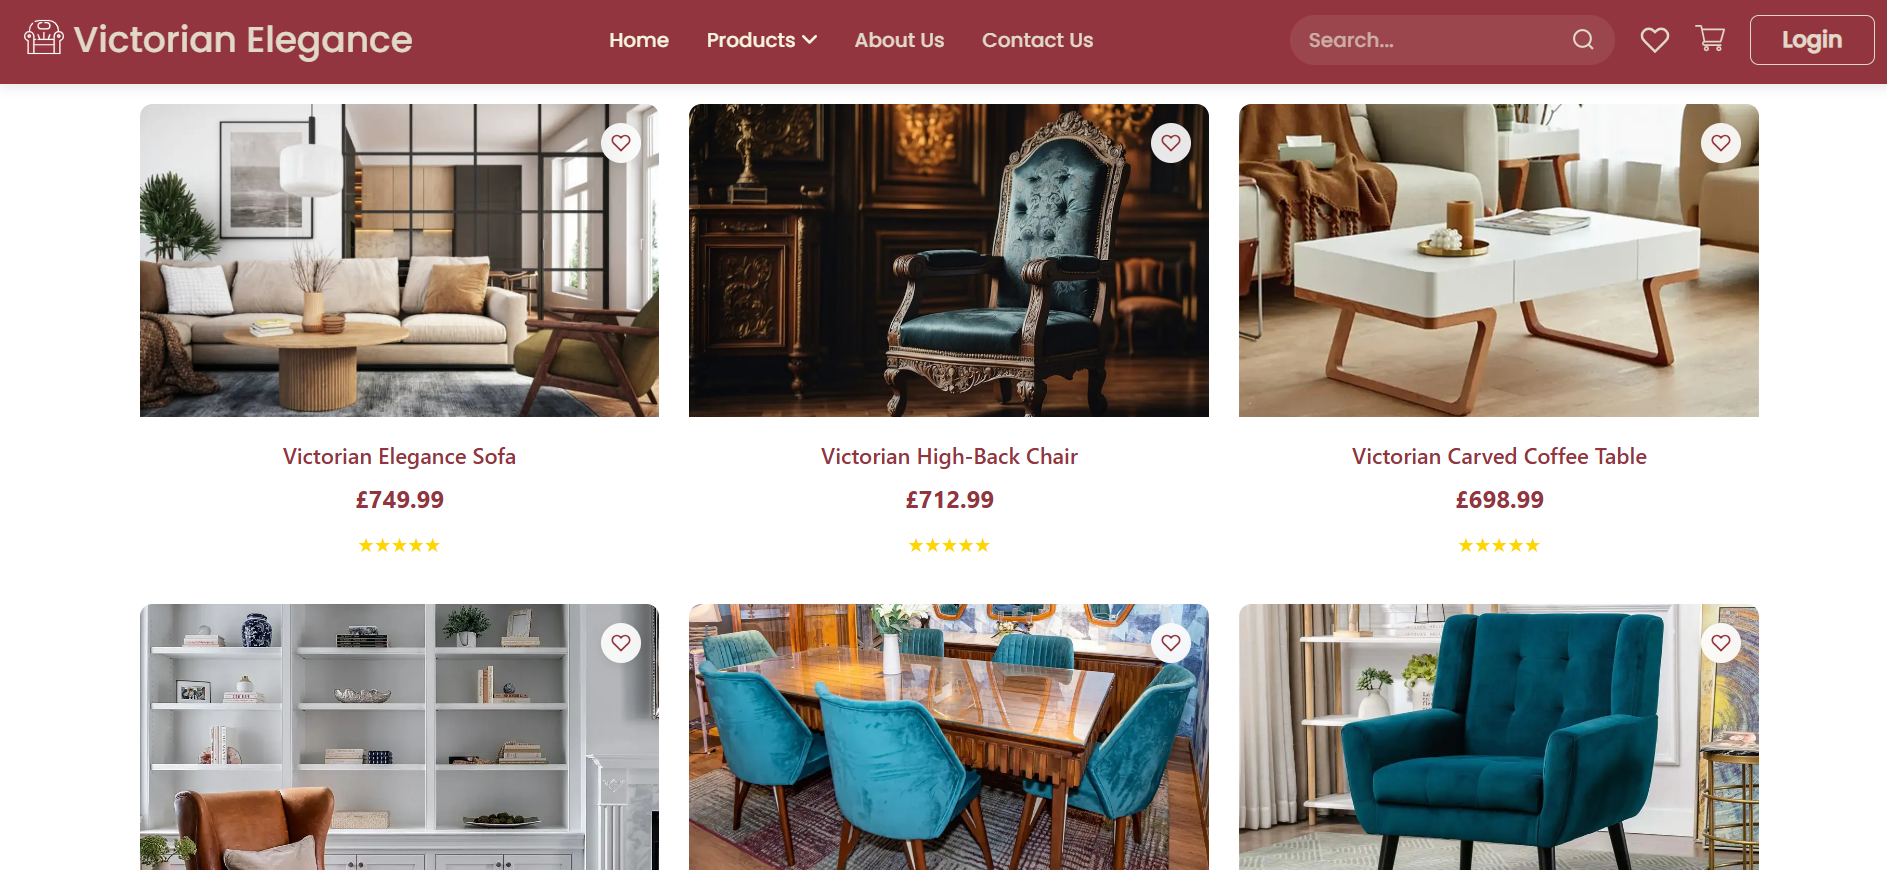 Victorian Elegance
Home
Products
About Us
Contact Us
Search...
Login
Victorian Elegance Sofa
£749.99
★★★★★
Victorian High-Back Chair
£712.99
★★★★★
Victorian Carved Coffee Table
£698.99
★★★★★